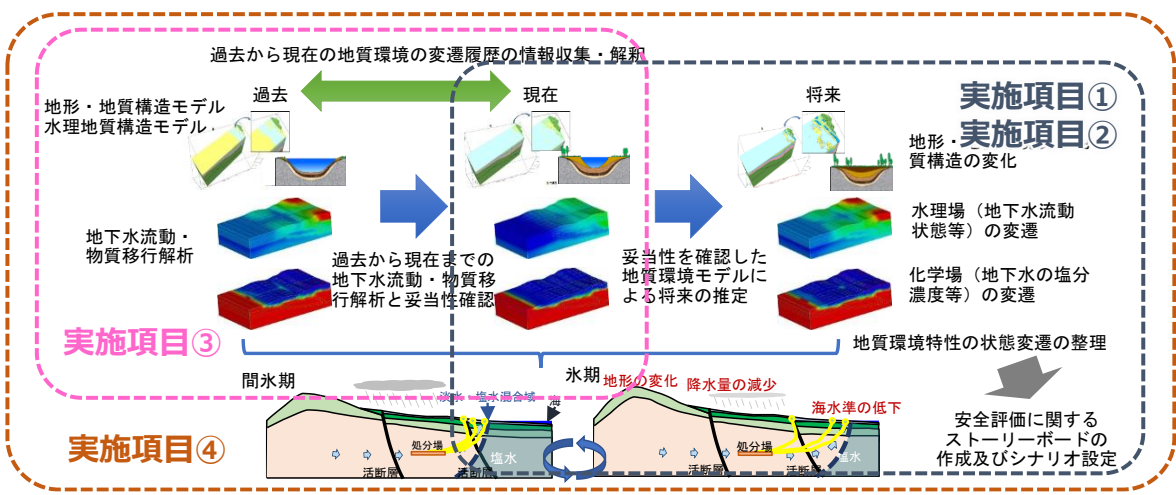 過去から現在の地質環境の変遷履歴の情報収集・解釈
地形・地質構造モデル
水理地質構造モデル
過去
現在
将来
実施項目①
実施項目②
地形・
質構造の変化
地下水流動・
物質移行解析
過去から現在までの
地下水流動・物質移
行解析と妥当性確認
妥当性を確認した
地質環境モデルに
よる将来の推定
水理場（地下水流動
状態等）の変遷
化学場（地下水の塩分
濃度等）の変遷
実施項目③
地質環境特性の状態変遷の整理
間氷期
淡水・塩水混合域
海
処分場
塩水
活断層
活断層
氷期
地形の変化
降水量の減少
海水準の低下
処分場
塩水
活断層
活断層
安全評価に関する
ストーリーボードの
作成及びシナリオ設定
実施項目④